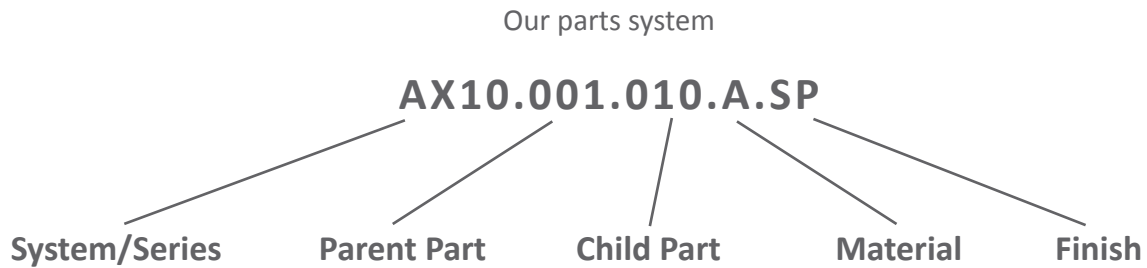 Our parts system
AX10.001.010.A.SP
System/Series Parent Part Child Part Material Finish